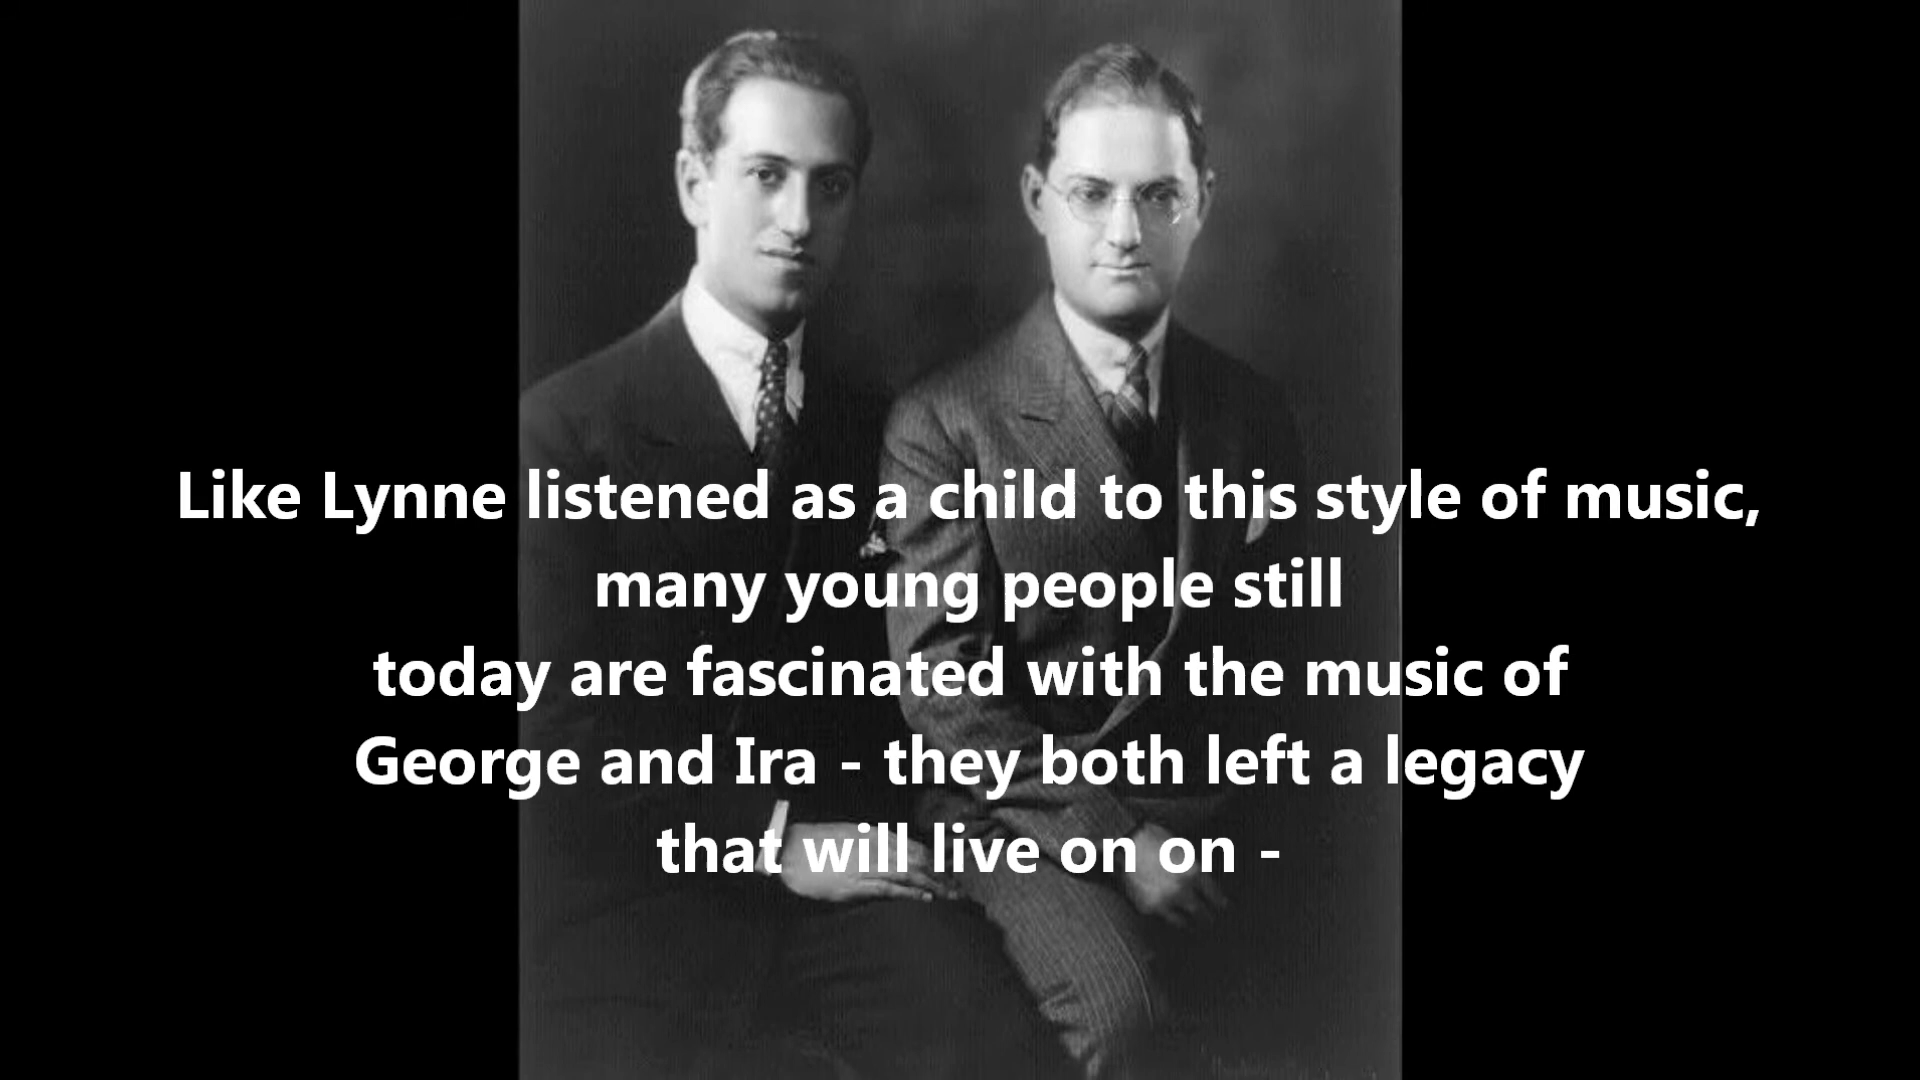 Like Lynne listened as a child to this style of music,
many young people still
today are fascinated with the music of
George and Ira - they both left a legacy
that will live on on -